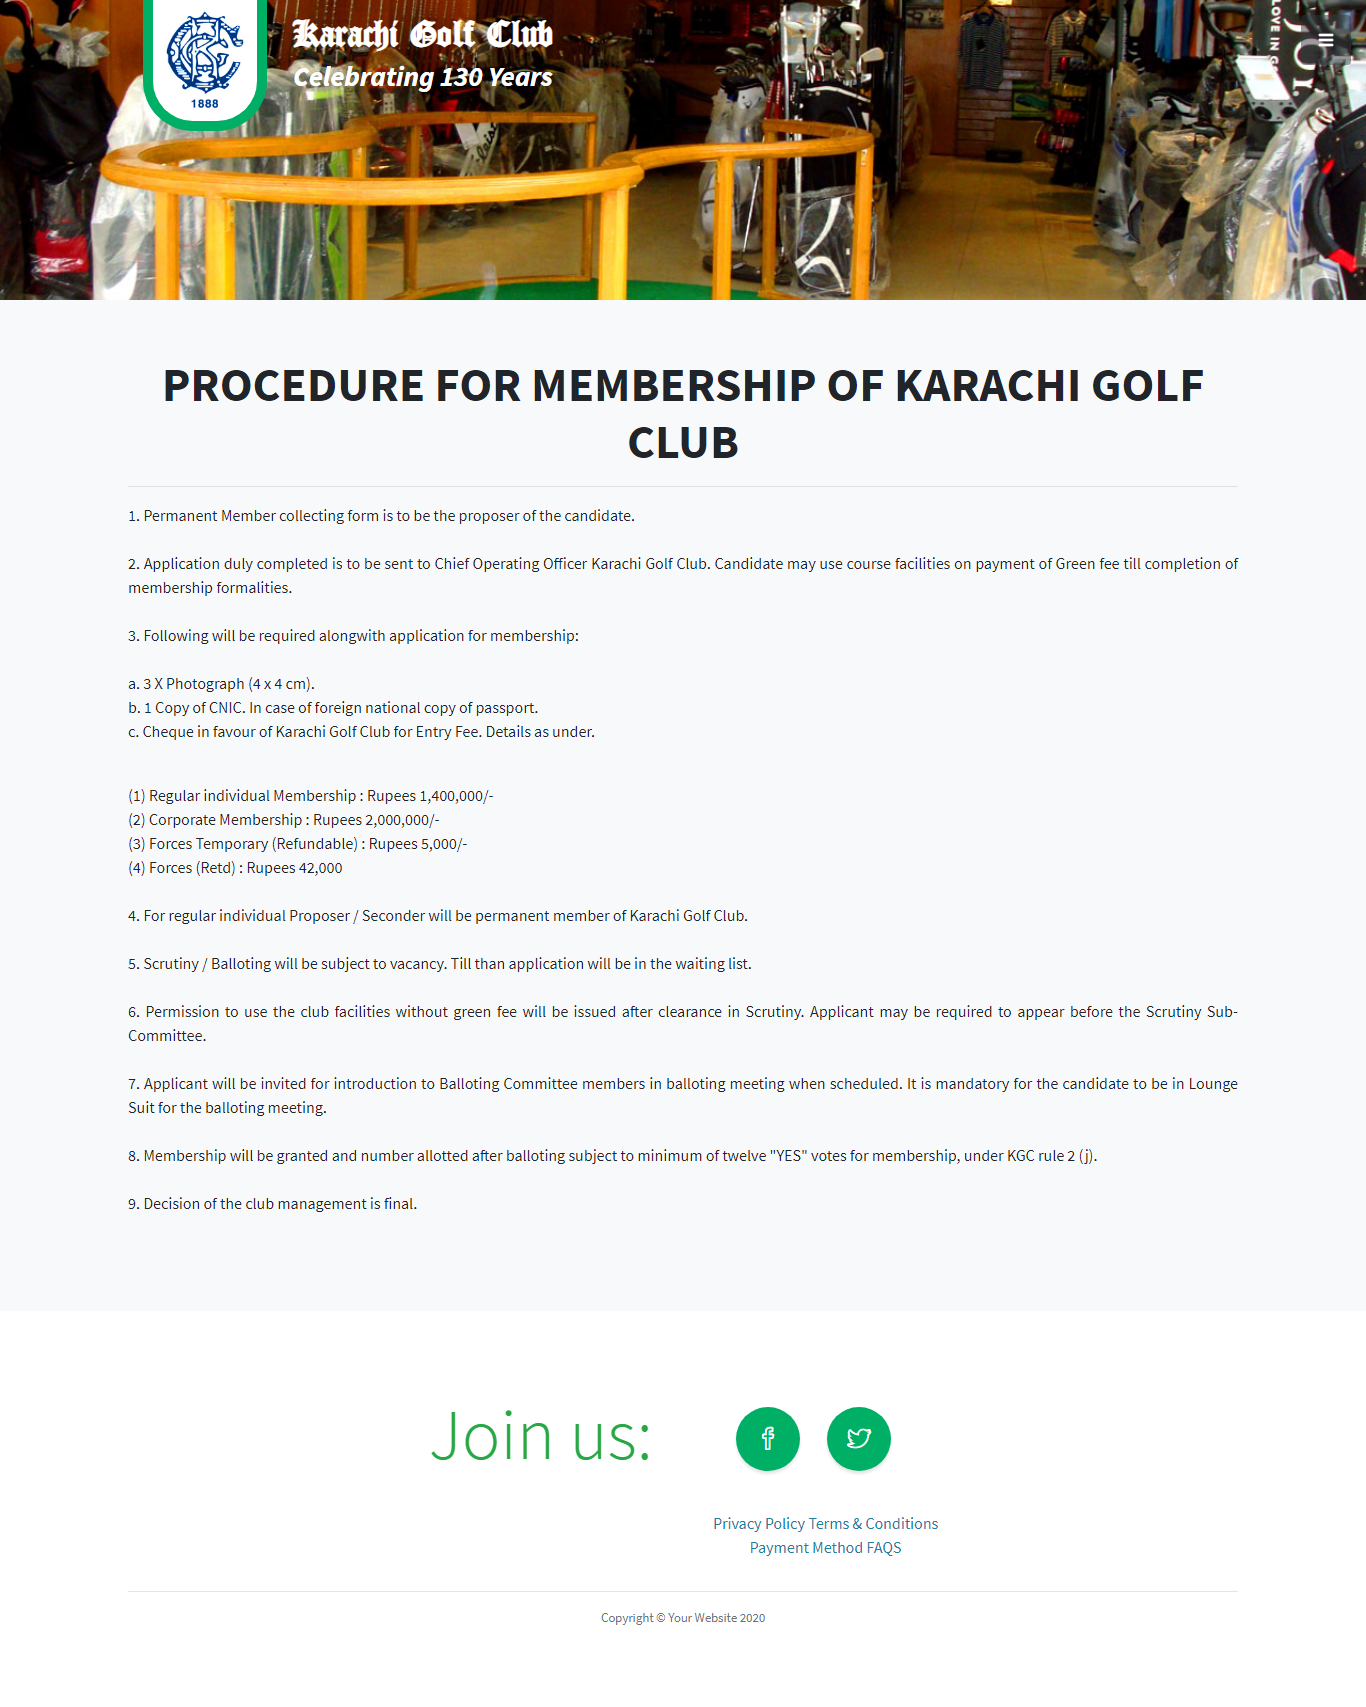 Karachi Golf Club
Celebrating 130 Years
1888
LOVE IN G
PROCEDURE FOR MEMBERSHIP OF KARACHI GOLF
CLUB
1. Permanent Member collecting form is to be the proposer of the candidate.
2. Application duly completed is to be sent to Chief Operating Officer Karachi Golf Club. Candidate may use course facilities on payment of Green fee till completion of
membership formalities.
3. Following will be required alongwith application for membership:
a. 3 X Photograph (4 x 4 cm).
b. 1 Copy of CNIC. In case of foreign national copy of passport.
c. Cheque in favour of Karachi Golf Club for Entry Fee. Details as under.
(1) Regular individual Membership : Rupees 1,400,000/-
(2) Corporate Membership : Rupees 2,000,000/-
(3) Forces Temporary (Refundable) : Rupees 5,000/-
(4) Forces (Retd) : Rupees 42,000
4. For regular individual Proposer / Seconder will be permanent member of Karachi Golf Club.
5. Scrutiny / Balloting will be subject to vacancy. Till than application will be in the waiting list.
6. Permission to use the club facilities without green fee will be issued after clearance in Scrutiny. Applicant may be required to appear before the Scrutiny Sub-
Committee.
7. Applicant will be invited for introduction to Balloting Committee members in balloting meeting when scheduled. It is mandatory for the candidate to be in Lounge
Suit for the balloting meeting.
8. Membership will be granted and number allotted after balloting subject to minimum of twelve "YES" votes for membership, under KGC rule 2 (j).
9. Decision of the club management is final.
Join us:
Privacy Policy Terms & Conditions
Payment Method FAQS
Copyright © Your Website 2020